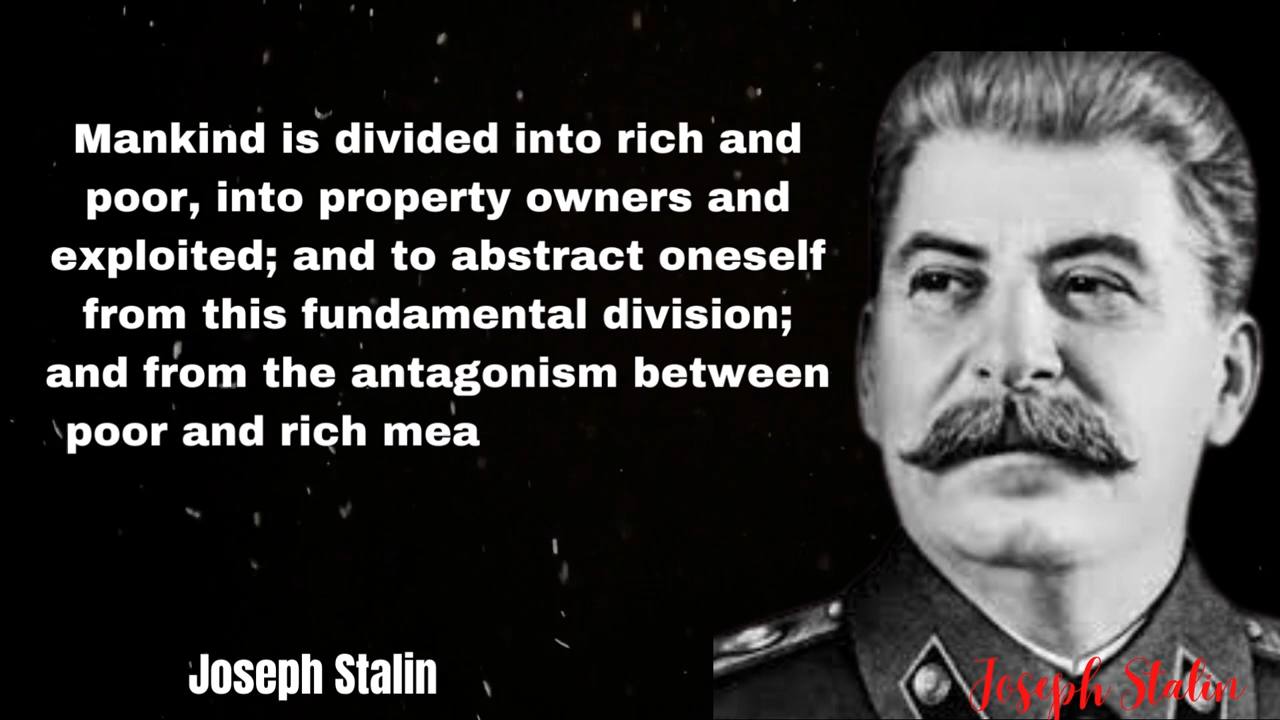 Mankind is divided into rich and
poor, into property owners and
exploited; and to abstract oneself
from this fundamental division;
and from the antagonism between
poor and rich mea
Joseph Stalin
Joseph Stalin